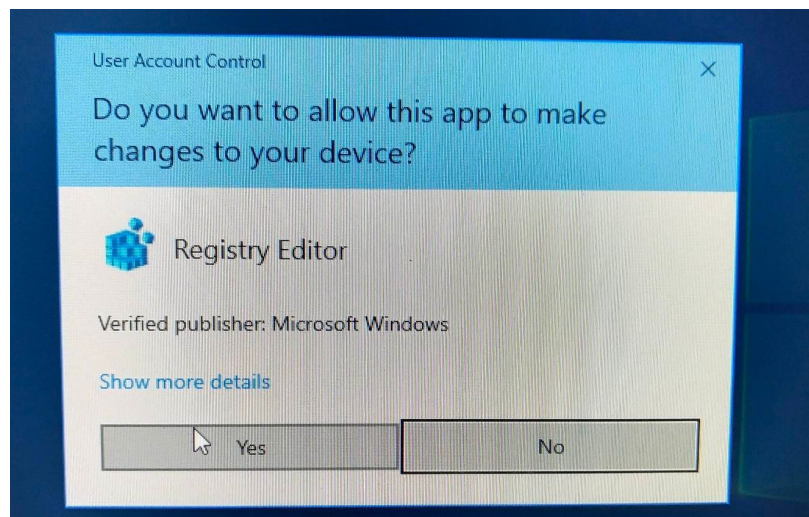 User Account Control
Do you want to allow this app to make
changes to your device?
Registry Editor
Verified publisher: Microsoft Windows
Show more details
Yes
No